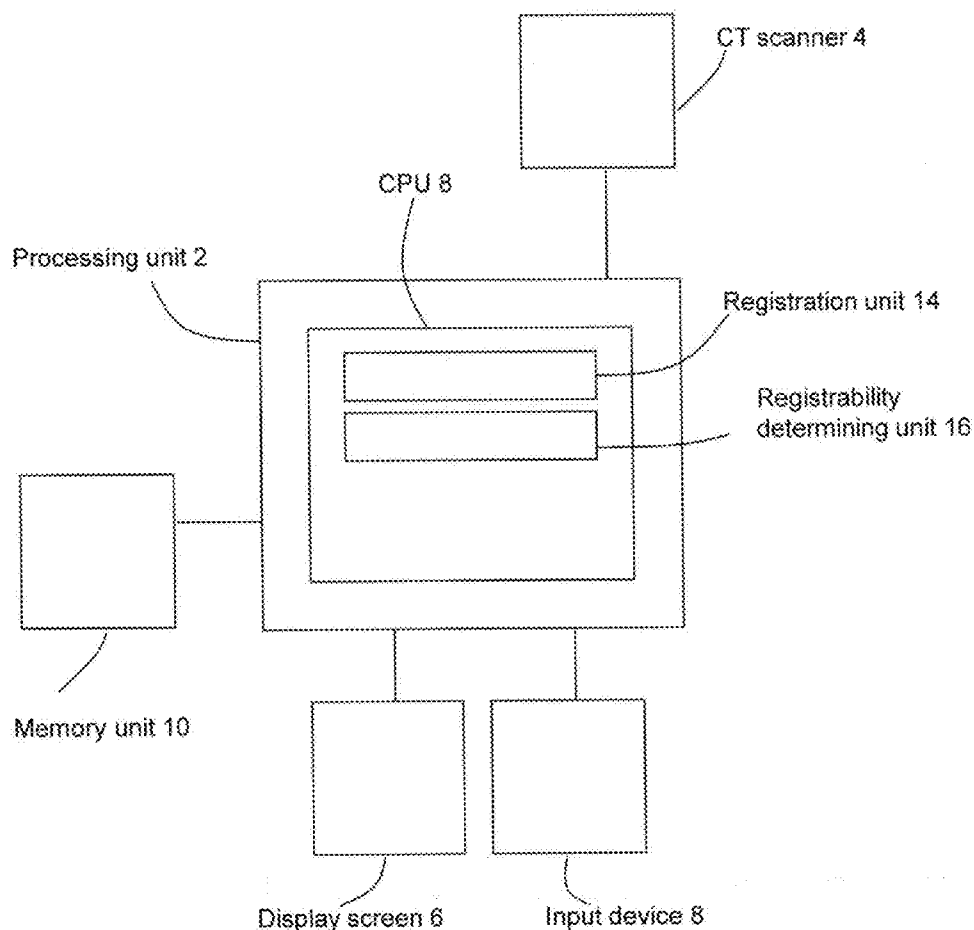 CT scanner 4
CPU 8
Processing unit 2
Registration unit 14
Registrability
determining unit 16
Memory unit 10
Display screen 6
Input device 8